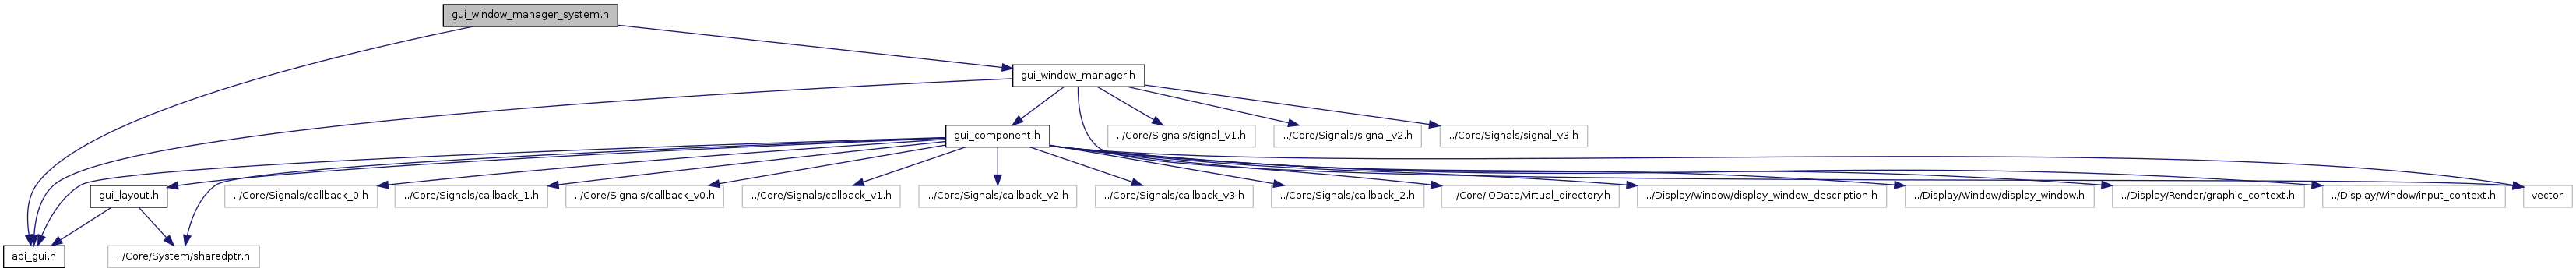 gui_window_manager_system.h
gui_window_manager.h
gui_component.h
../Core/Signals/signal_v1.h
../Core/Signals/signal_v2.h
../Core/Signals/signal_v3.h
gui_layout.h
../Core/Signals/callback_0.h
../Core/Signals/callback_1.h
../Core/Signals/callback_v0.h
../Core/Signals/callback_v1.h
../Core/Signals/callback_v2.h
../Core/Signals/callback_v3.h
../Core/Signals/callback_2.h
../Core/IOData/virtual_directory.h
../Display/Window/display_window_description.h
../Display/Window/display_window.h
../Display/Render/graphic_context.h
../Display/Window/input_context.h
vector
api_gui.h
../Core/System/sharedptr.h